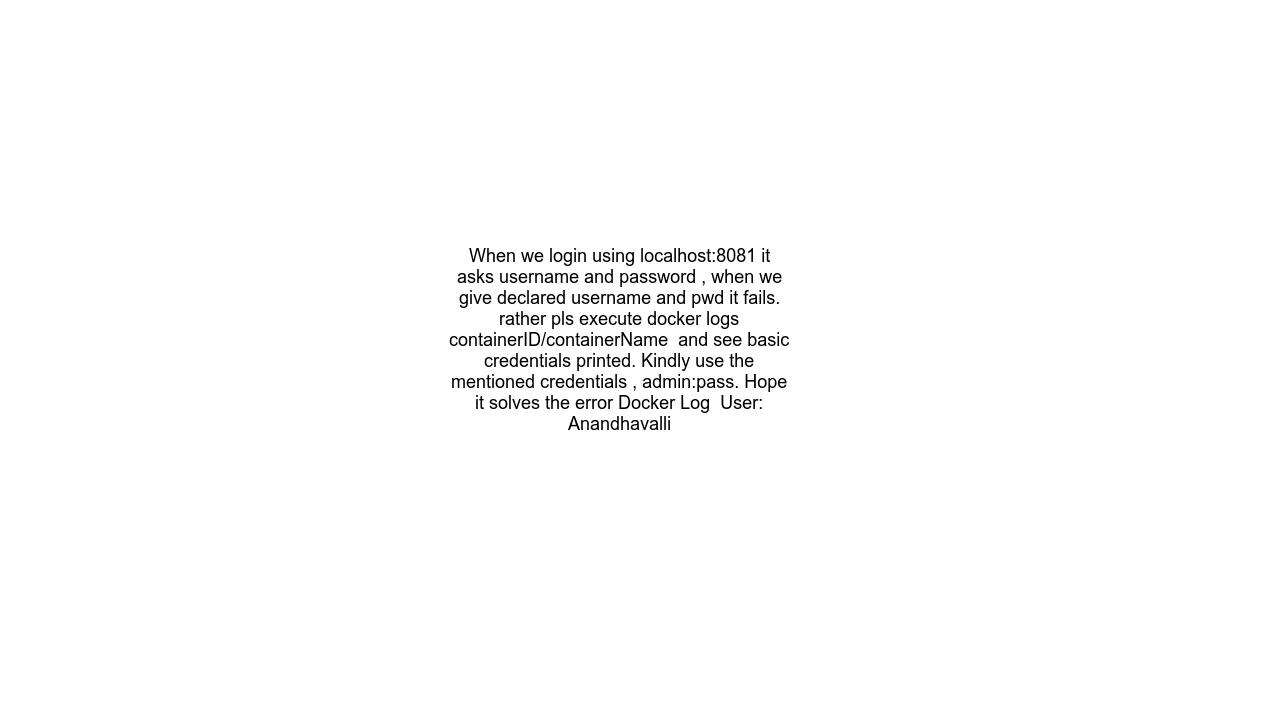 When we login using localhost:8081 it
asks username and password , when we
give declared username and pwd it fails.
rather pls execute docker logs
containerID/containerName  and see basic
credentials printed. Kindly use the
mentioned credentials , admin:pass. Hope
it solves the error Docker Log  User:
Anandhavalli